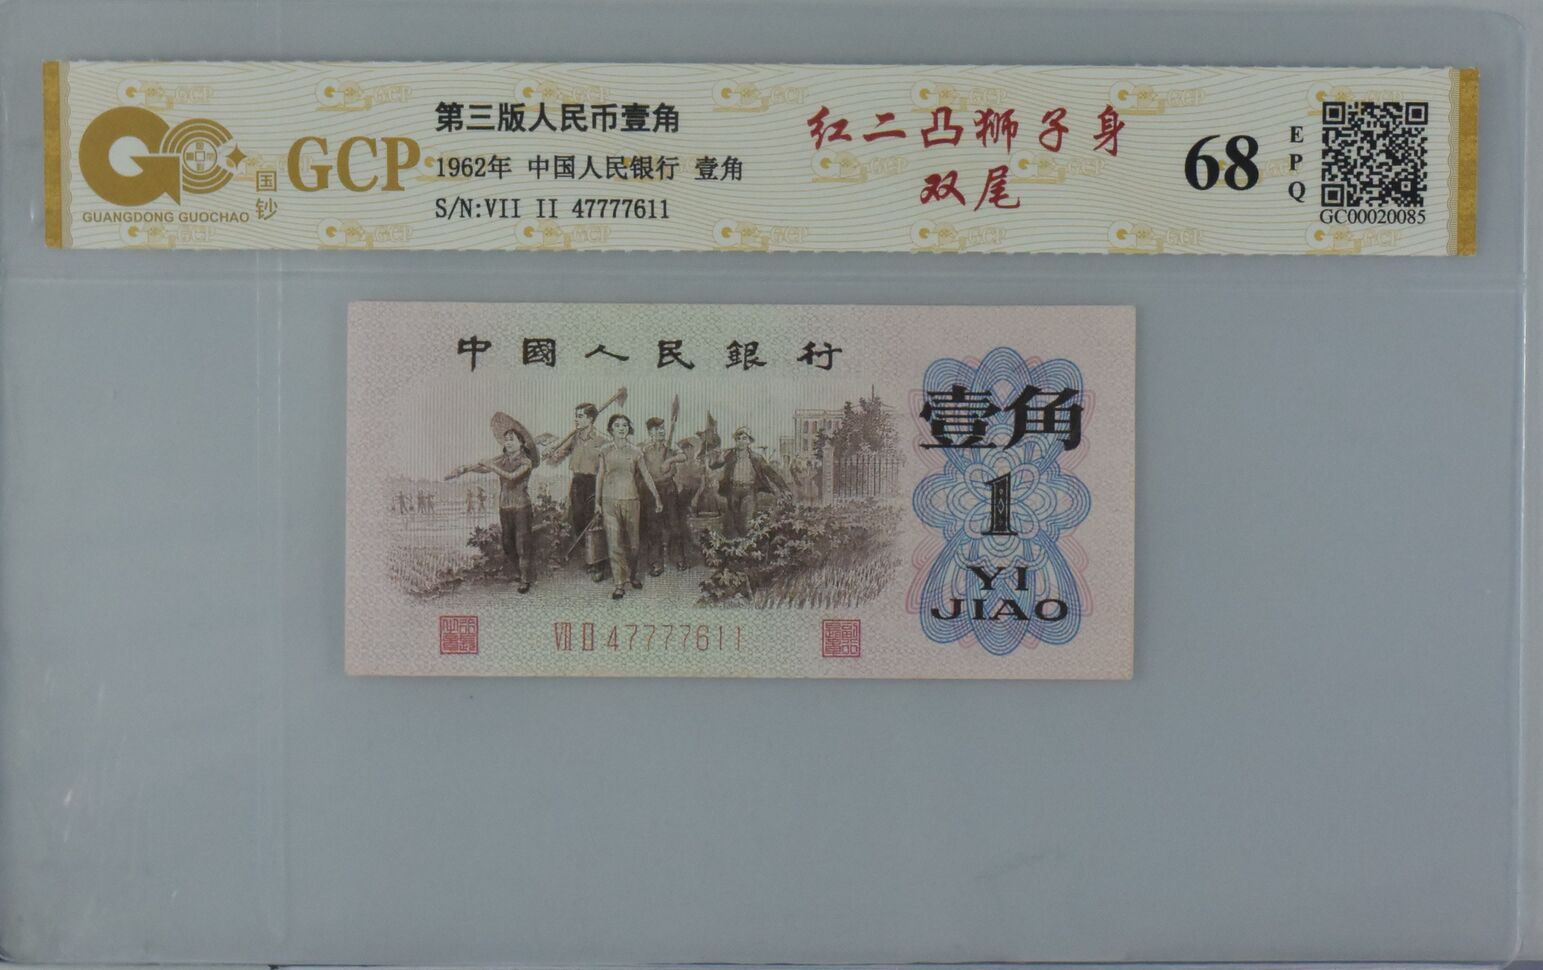 第三版人民币壹角
1962年 中国人民银行 壹角
S/N:VII II 47777611
GCP
国钞
GUANGDONG GUOCHAO
红二凸狮子身
双尾
68
EPQ
GC00020085
中國人民銀行
壹角
1
YI
JIAO
VII II 47777611